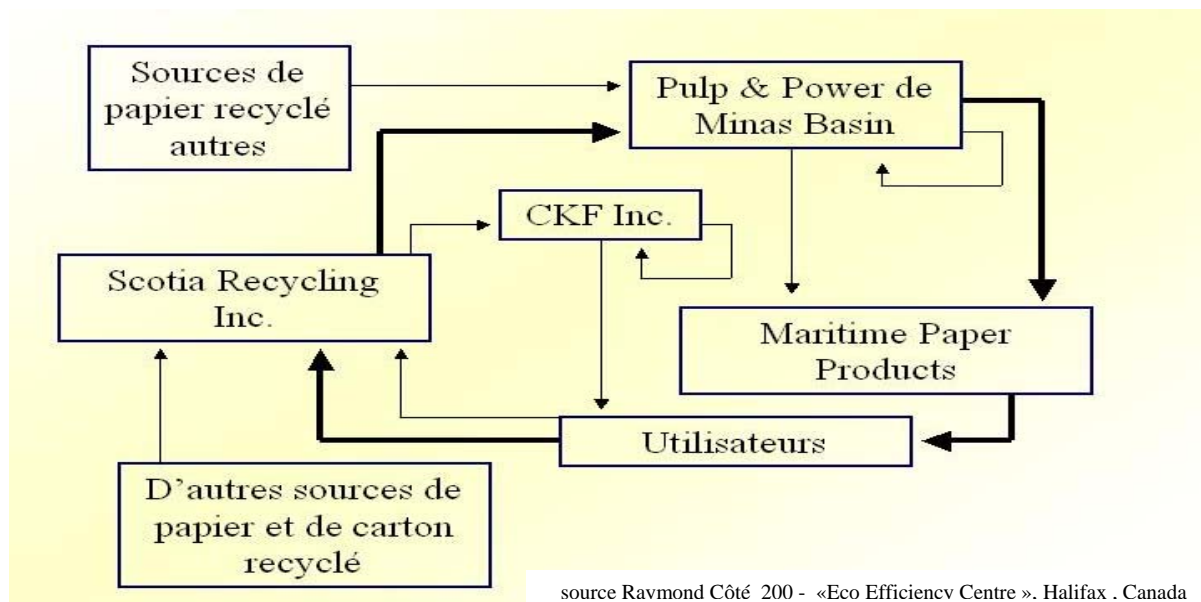 Sources de
papier recyclé
autres
Pulp & Power de
Minas Basin
CKF Inc.
Scotia Recycling
Inc.
Maritime Paper
Products
Utilisateurs
D'autres sources de
papier et de carton
recyclé
source Raymond Côté 200 - «Eco Efficiency Centre », Halifax , Canada